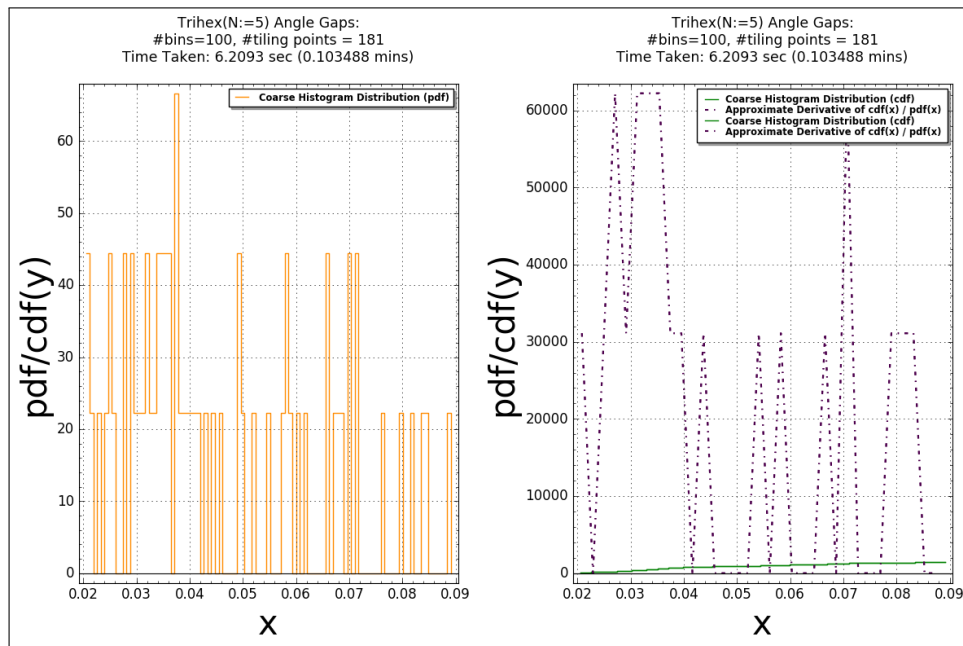 Trihex(N:=5) Angle Gaps:
#bins=100, #tiling points = 181
Time Taken: 6.2093 sec (0.103488 mins)
Coarse Histogram Distribution (pdf)
60
50
40
30
20
10
0
0.02 0.03 0.04 0.05 0.06 0.07 0.08 0.09
pdf/cdf(y)
x
Trihex(N:=5) Angle Gaps:
#bins=100, #tiling points = 181
Time Taken: 6.2093 sec (0.103488 mins)
Coarse Histogram Distribution (cdf)
Approximate Derivative of cdf(x) / pdf(x)
Coarse Histogram Distribution (cdf)
Approximate Derivative of cdf(x) / pdf(x)
60000
50000
40000
30000
20000
10000
0
0.02 0.03 0.04 0.05 0.06 0.07 0.08 0.09
pdf/cdf(y)
x